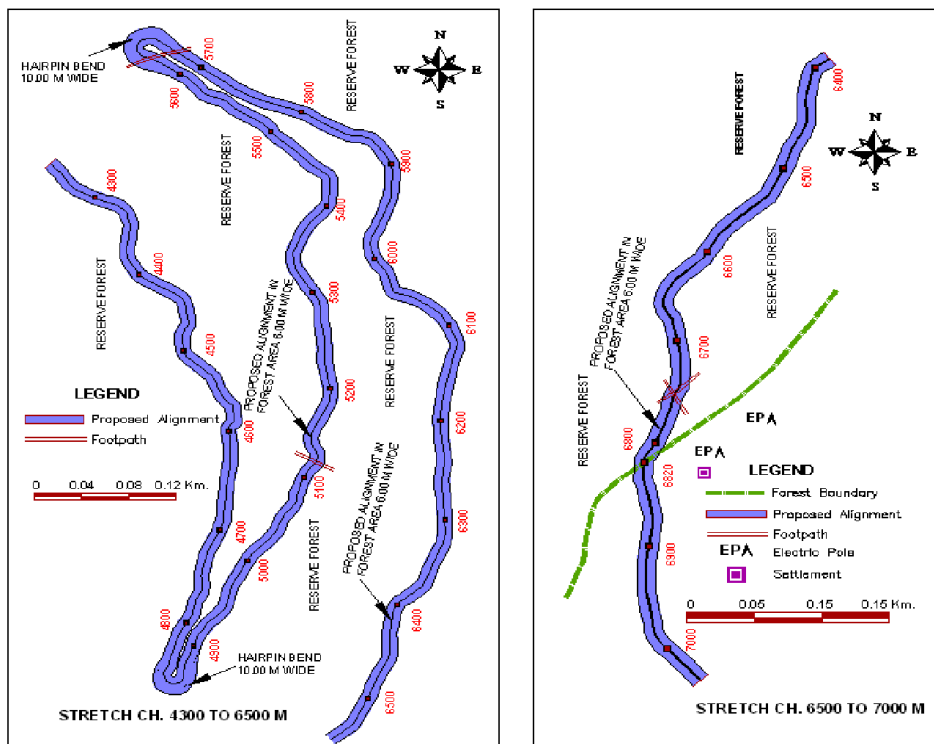 HAIRPIN BEND
10.00 M WIDE
N
W
E
S
5700
5600
5800
RESERVE FOREST
5500
RESERVE FOREST
5900
4300
5400
RESERVE FOREST
4400
6000
5300
PROPOSED ALIGNMENT IN
FOREST AREA 6.00 M WIDE
4500
6100
RESERVE FOREST
5200
LEGEND
Proposed Alignment
Footpath
4600
6200
0 0.04 0.08 0.12 Km.
5100
RESERVE FOREST
PROPOSED ALIGNMENT IN
FOREST AREA 6.00 M WIDE
4700
5000
6300
4800
4900
6400
HAIRPIN BEND
10.00 M WIDE
6500
STRETCH CH. 4300 TO 6500 M
6400
RESERVE FOREST
N
W
E
S
6500
6600
RESERVE FOREST
PROPOSED ALIGNMENT IN
FOREST AREA 6.00 M WIDE
6700
RESERVE FOREST
EP
6800
EP
6820
LEGEND
Forest Boundary
Proposed Alignment
Footpath
EP Electric Pole
Settlement
6900
0 0.05 0.15 0.15 Km.
7000
STRETCH CH. 6500 TO 7000 M